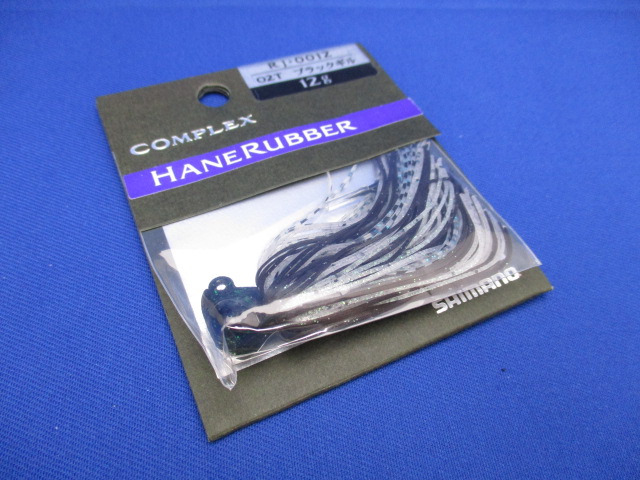 RJ-001Z
02T ブラックギル
12g
COMPLEX
HANERUBBER
SHIMANO